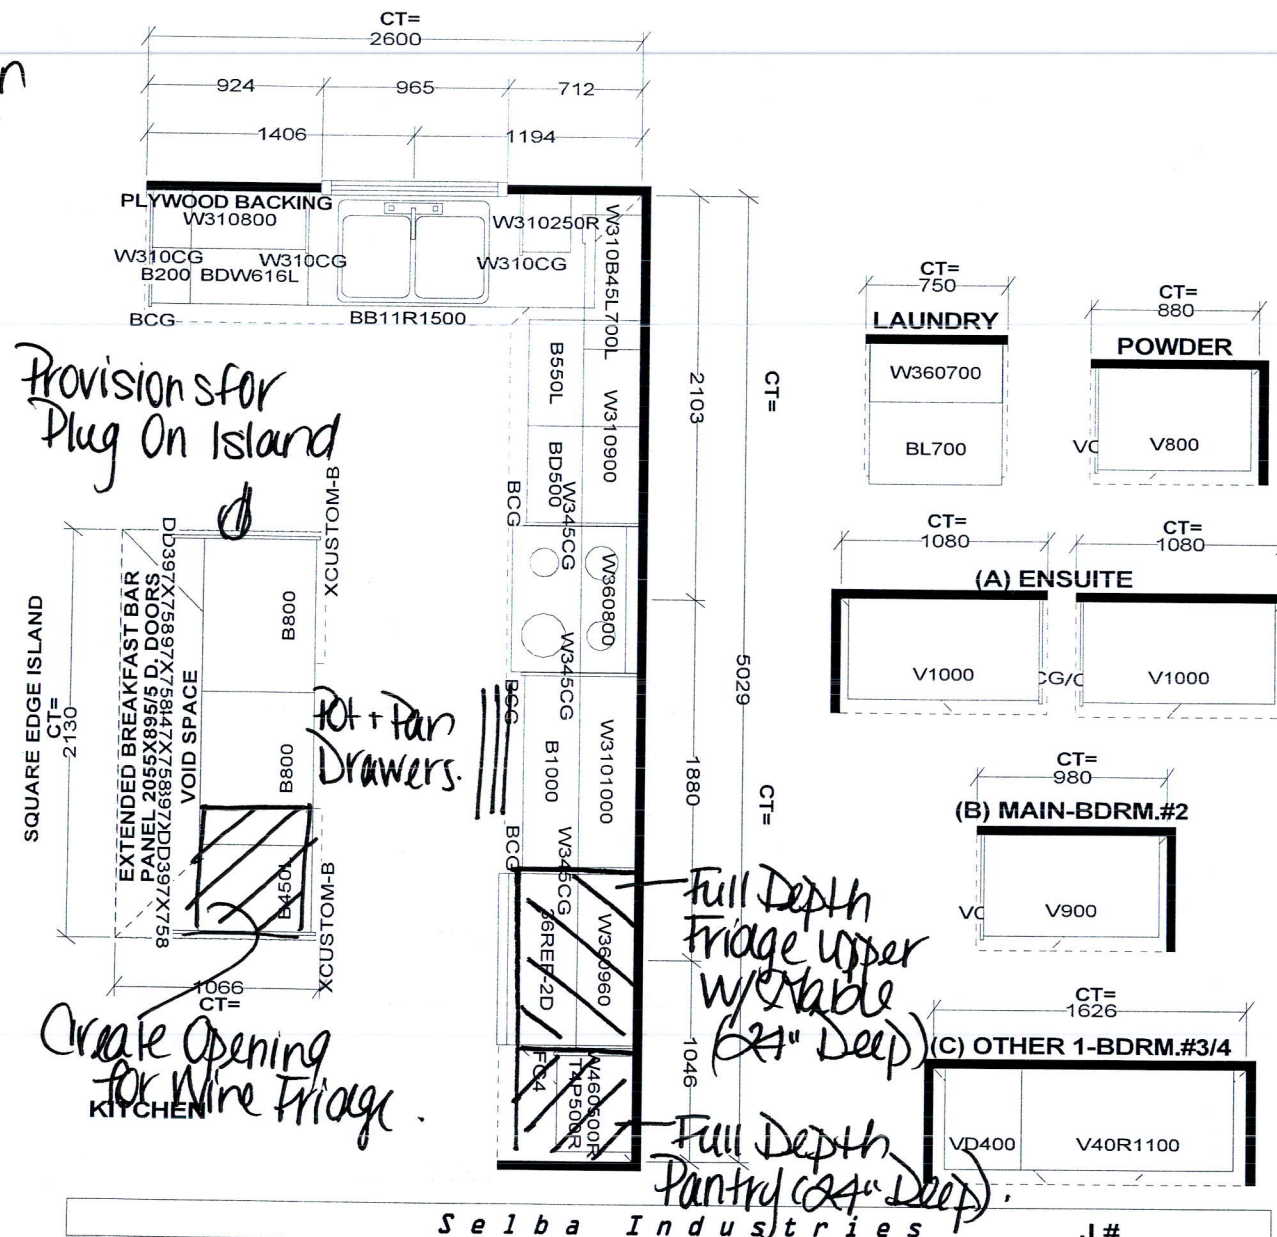 CT=
2600
924
965
712
1406
1194
PLYWOOD BACKING
W310800
W310CG
W310CG
B200
BDW616L
BCG
BB11R1500
W310250R
W310CG
W310B45L700L
B550L
W310900
BD500
W345CG
BCG
W360800
W345CG
BCG
B1000
W3101000
BCG
W345CG
36REF-2D
W360960
FC4
W460500R
T4P500R
2103
1880
1046
5029
CT=
CT=
Provisions for
Plug On Island
SQUARE EDGE ISLAND
CT=
2130
EXTENDED BREAKFAST BAR
PANEL 2055X895/5 D. DOORS
VOID SPACE
XCUSTOM-B
B800
B800
B450L
XCUSTOM-B
1066
CT=
Pot + Pan
Drawers.
Create Opening
for Wine Fridge.
KITCHEN
Full Depth
Fridge upper
(24" Deep)
Full Depth
Pantry (24" Deep).
CT=
750
LAUNDRY
W360700
BL700
CT=
880
POWDER
V800
CT=
1080
CT=
1080
(A) ENSUITE
V1000
CG/C
V1000
CT=
980
(B) MAIN-BDRM.#2
V900
CT=
1626
(C) OTHER 1-BDRM.#3/4
VD400
V40R1100
Selba Industries